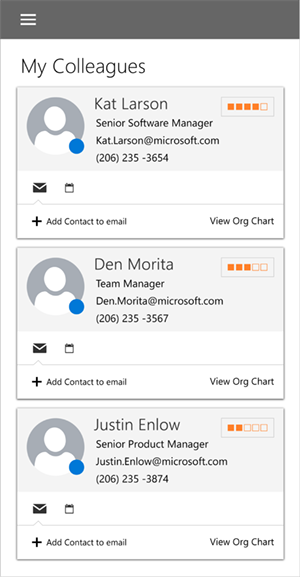 My Colleagues
Kat Larson
Senior Software Manager
Kat.Larson@microsoft.com
(206) 235 -3654
Add Contact to email
View Org Chart
Den Morita
Team Manager
Den.Morita@microsoft.com
(206) 235 -3567
Add Contact to email
View Org Chart
Justin Enlow
Senior Product Manager
Justin.Enlow@microsoft.com
(206) 235 -3874
Add Contact to email
View Org Chart